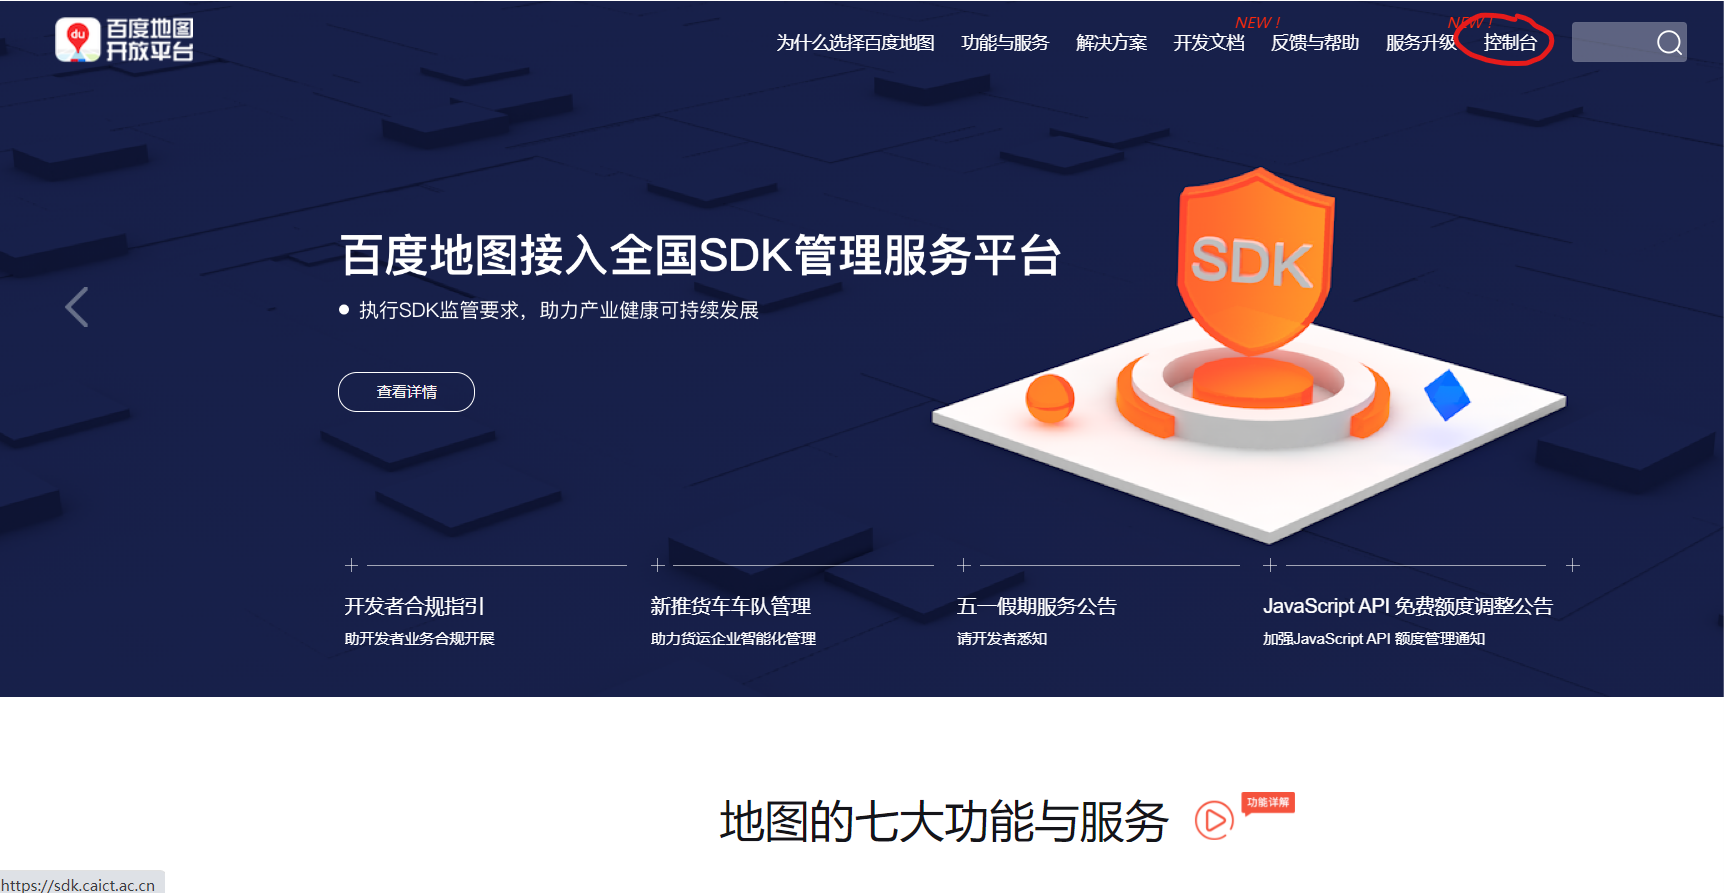 du
百度地图
开放平台
为什么选择百度地图 功能与服务 解决方案 开发文档 NEW ! 反馈与帮助 服务升级 NEW ! 控制台
百度地图接入全国SDK管理服务平台
执行SDK监管要求，助力产业健康可持续发展
查看详情
SDK
开发者合规指引
助开发者业务合规开展
新推货车车队管理
助力货运企业智能化管理
五一假期服务公告
请开发者悉知
JavaScript API 免费额度调整公告
加强JavaScript API 额度管理通知
地图的七大功能与服务
功能详解
https://sdk.caict.ac.cn